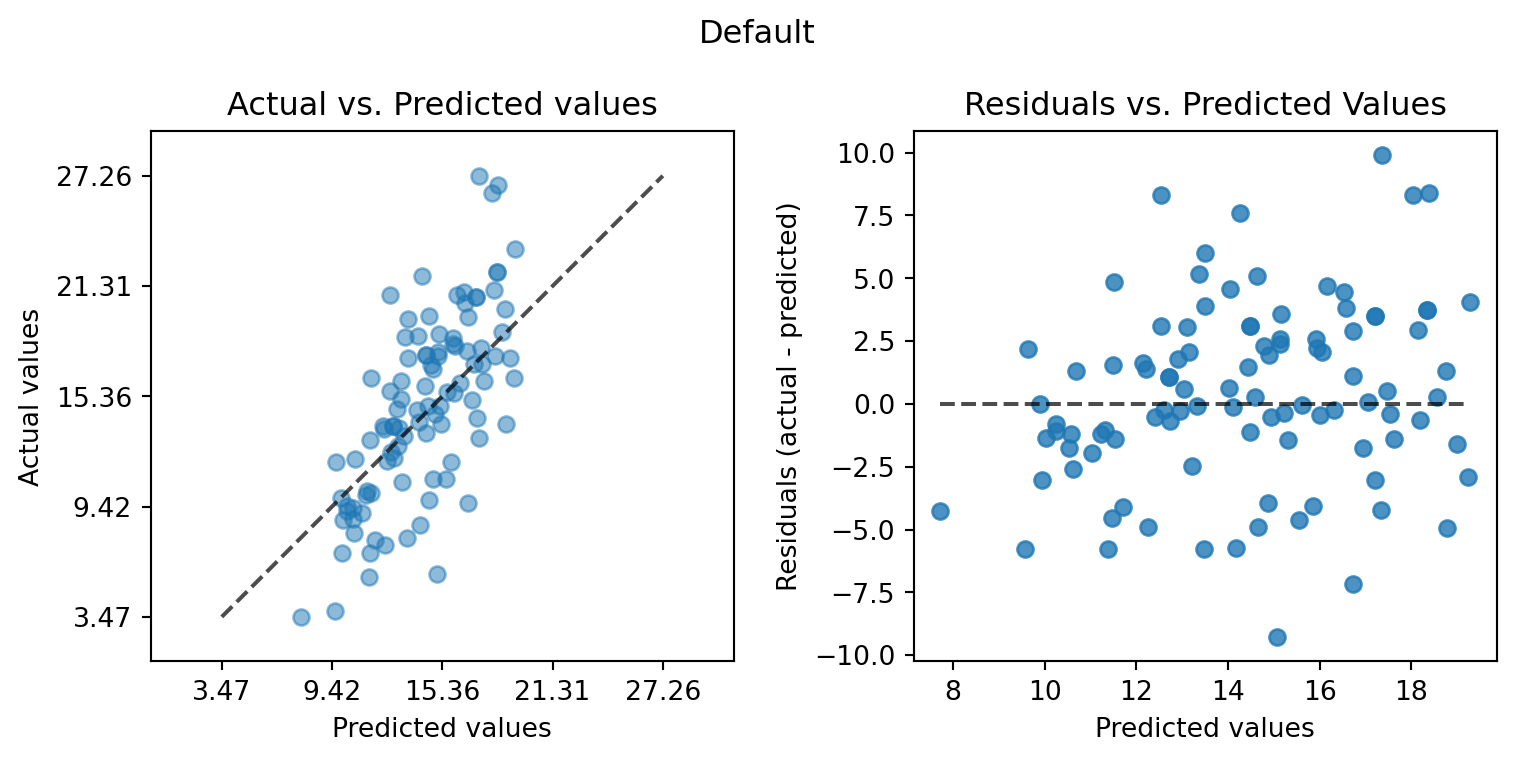 Default
Actual vs. Predicted values
27.26
21.31
15.36
9.42
3.47
Actual values
3.47 9.42 15.36 21.31 27.26
Predicted values
Residuals vs. Predicted Values
10.0
7.5
5.0
2.5
0.0
−2.5
−5.0
−7.5
−10.0
Residuals (actual - predicted)
8 10 12 14 16 18
Predicted values